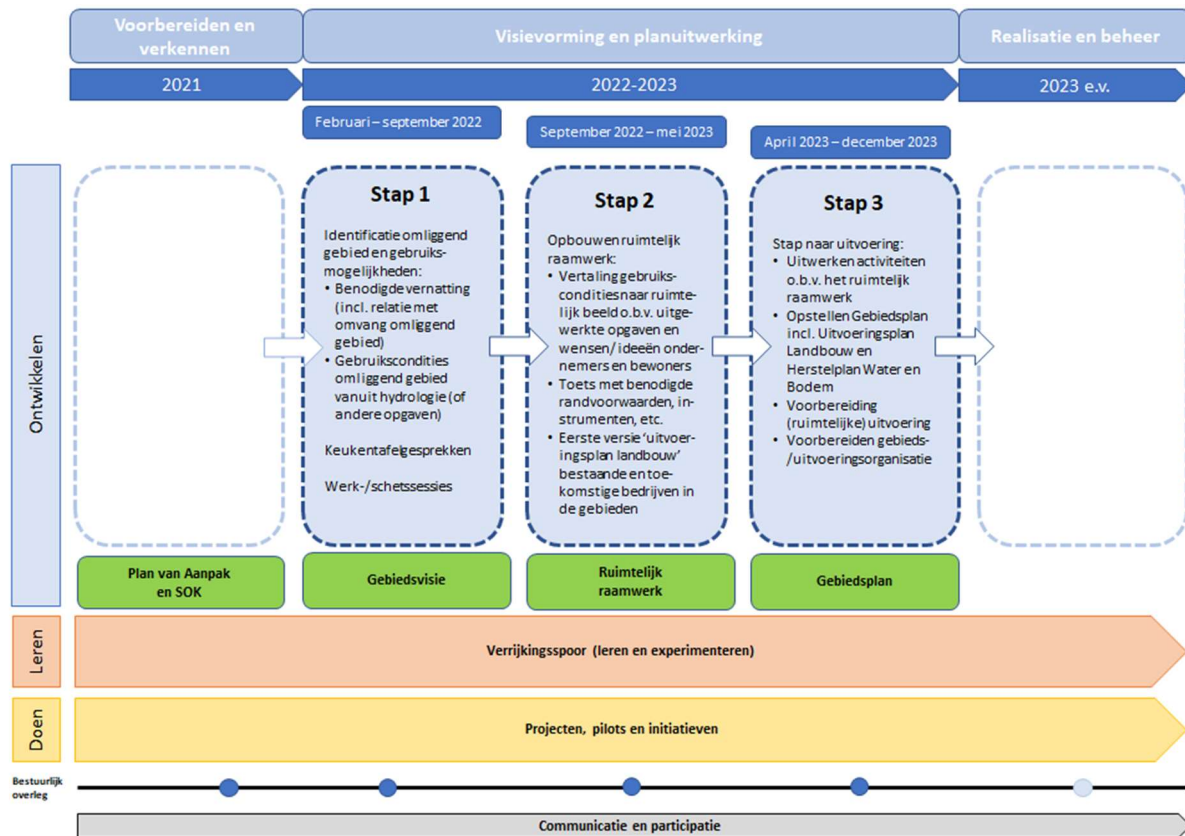 Voorbereiden en
verkennen
Visievorming en planuitwerking
Realisatie en beheer
2021
2022-2023
2023 e.v.
Februari – september 2022
September 2022 – mei 2023
April 2023 – december 2023
Ontwikkelen
Stap 1
Identificatie omliggend
gebied en gebruiks-
mogelijkheden:
• Benodigde vernatting
(incl. relatie met
omvang omliggend
gebied)
• Gebruikscondities
omliggend gebied
vanuit hydrologie (of
andere opgaven)
Keukentafelgesprekken
Werk-/schetssessies
Stap 2
Opbouwen ruimtelijk
raamwerk:
• Vertaling gebruiks-
condities naar ruimte-
lijk beeld o.b.v. uitge-
werkte opgaven en
wensen/ ideeën onder-
nemers en bewoners
• Toets met benodigde
randvoorwaarden, in-
strumenten, etc.
• Eerste versie ‘uitvoer-
ingsplan landbouw’
bestaande en toe-
komstige bedrijven in
de gebieden
Stap 3
Stap naar uitvoering:
• Uitwerken activiteiten
o.b.v. het ruimtelijk
raamwerk
• Opstellen Gebiedsplan
incl. Uitvoeringsplan
Landbouw en
Herstelplan Water en
Bodem
• Voorbereiding
(ruimtelijke) uitvoering
• Voorbereiden gebieds-
/uitvoeringsorganisatie
Plan van Aanpak
en SOK
Gebiedsvisie
Ruimtelijk
raamwerk
Gebiedsplan
Leren
Verrijkingsspoor (leren en experimenteren)
Doen
Projecten, pilots en initiatieven
Bestuurlijk
overleg
Communicatie en participatie